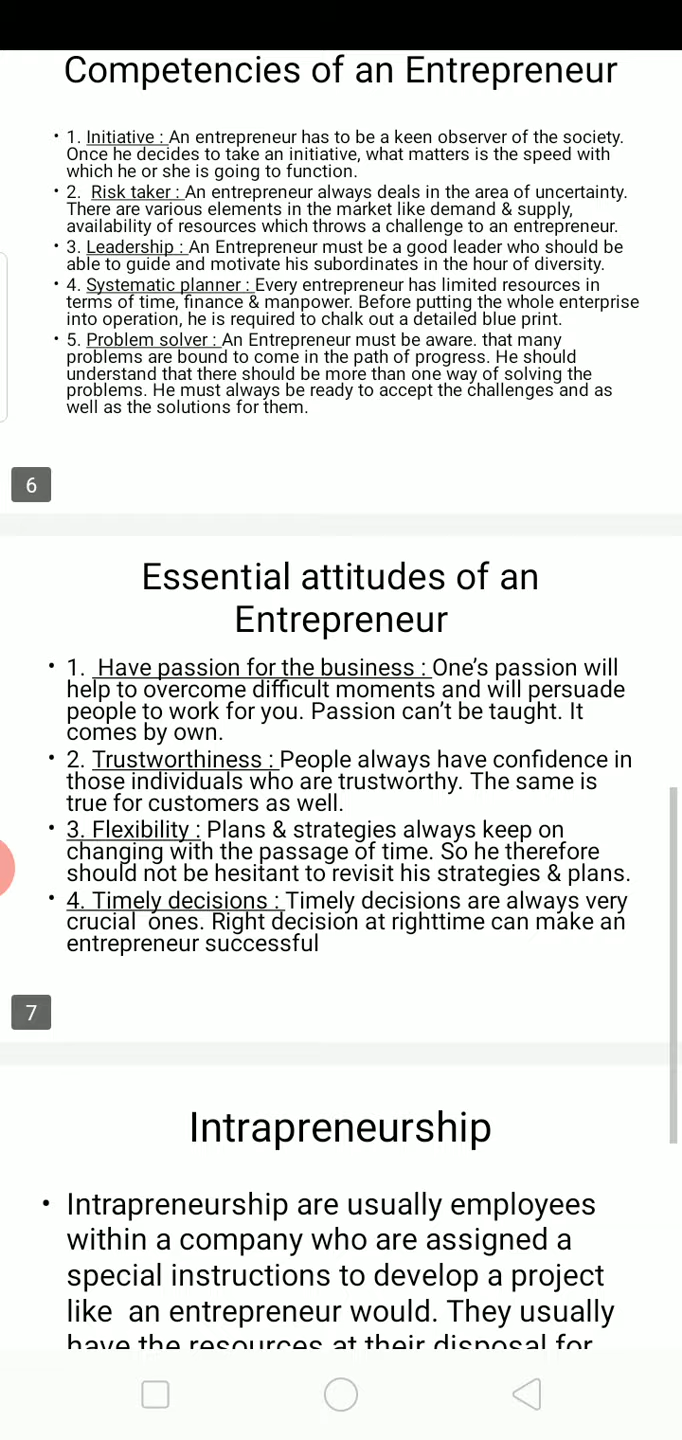 Competencies of an Entrepreneur
• 1. Initiative : An entrepreneur has to be a keen observer of the society.
Once he decides to take an initiative, what matters is the speed with
which he or she is going to function.
• 2. Risk taker : An entrepreneur always deals in the area of uncertainty.
There are various elements in the market like demand & supply,
availability of resources which throws a challenge to an entrepreneur.
• 3. Leadership : An Entrepreneur must be a good leader who should be
able to guide and motivate his subordinates in the hour of diversity.
• 4. Systematic planner : Every entrepreneur has limited resources in
terms of time, finance & manpower. Before putting the whole enterprise
into operation, he is required to chalk out a detailed blue print.
• 5. Problem solver : An Entrepreneur must be aware. that many
problems are bound to come in the path of progress. He should
understand that there should be more than one way of solving the
problems. He must always be ready to accept the challenges and as
well as the solutions for them.
6
Essential attitudes of an
Entrepreneur
• 1. Have passion for the business : One's passion will
help to overcome difficult moments and will persuade
people to work for you. Passion can't be taught. It
comes by own.
• 2. Trustworthiness : People always have confidence in
those individuals who are trustworthy. The same is
true for customers as well.
• 3. Flexibility : Plans & strategies always keep on
changing with the passage of time. So he therefore
should not be hesitant to revisit his strategies & plans.
• 4. Timely decisions : Timely decisions are always very
crucial ones. Right decision at righttime can make an
entrepreneur successful
7
Intrapreneurship
• Intrapreneurship are usually employees
within a company who are assigned a
special instructions to develop a project
like an entrepreneur would. They usually
have the resources at their disposal for